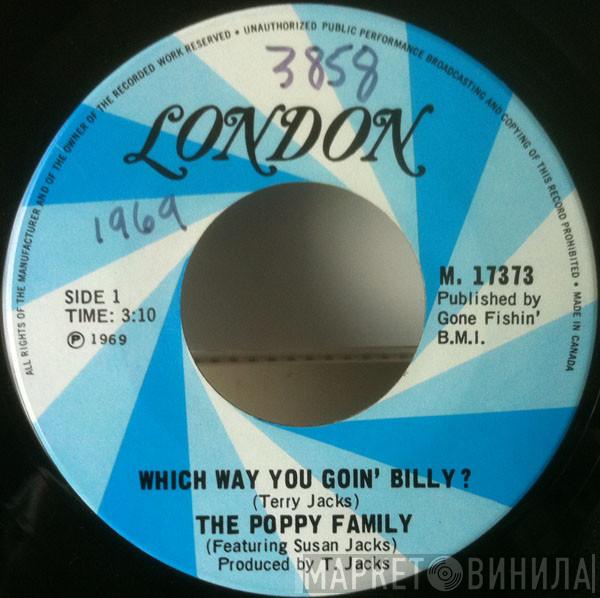 ALL RIGHTS OF THE MANUFACTURER AND OF THE OWNER OF THE RECORDED WORK RESERVED • UNAUTHORIZED PUBLIC PERFORMANCE BROADCASTING AND COPYING OF THIS RECORD PROHIBITED • MADE IN CANADA
3858
LONDON
1969
SIDE 1
TIME: 3:10
Ⓟ 1969
M. 17373
Published by
Gone Fishin'
B.M.I.
WHICH WAY YOU GOIN' BILLY?
(Terry Jacks)
THE POPPY FAMILY
(Featuring Susan Jacks)
Produced by T. Jacks
МАРКЕТ ВИНИЛА